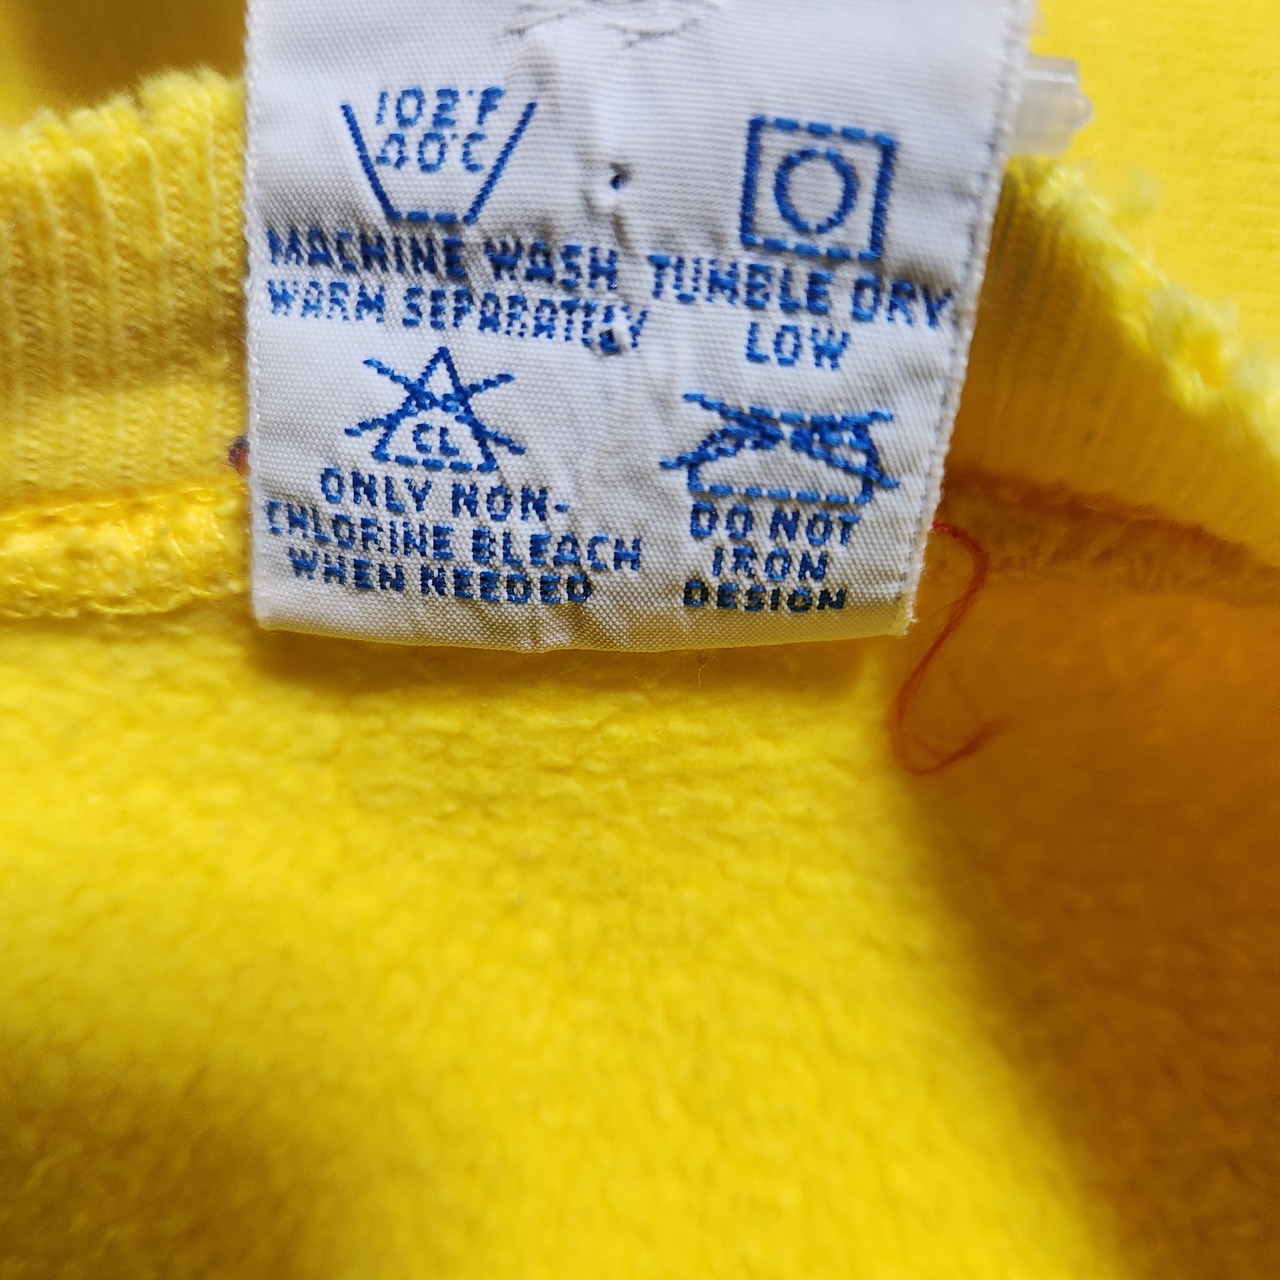 102°F
40°C
MACHINE WASH
WARM SEPARATELY
TUMBLE DRY
LOW
CL
ONLY NON-
CHLORINE BLEACH
WHEN NEEDED
DO NOT
IRON
DESIGN